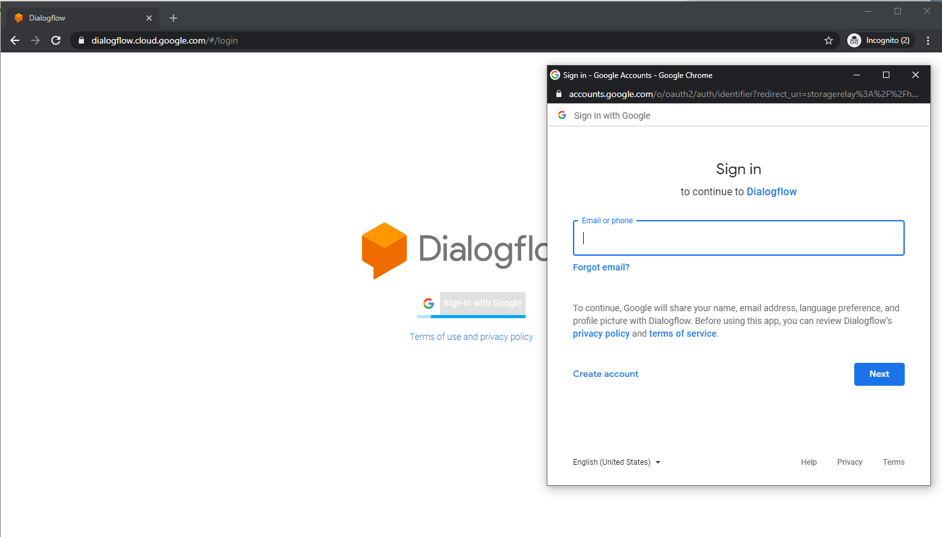 Dialogflow
dialogflow.cloud.google.com/#/login
Incognito (2)
Dialogflo
Sign-in with Google
Terms of use and privacy policy
Sign in - Google Accounts - Google Chrome
accounts.google.com/o/oauth2/auth/identifier?redirect_uri=storagerelay%3A%2F%2Fh...
Sign in with Google
Sign in
to continue to Dialogflow
Email or phone
Forgot email?
To continue, Google will share your name, email address, language preference, and
profile picture with Dialogflow. Before using this app, you can review Dialogflow's
privacy policy and terms of service.
Create account
Next
English (United States)
Help Privacy Terms